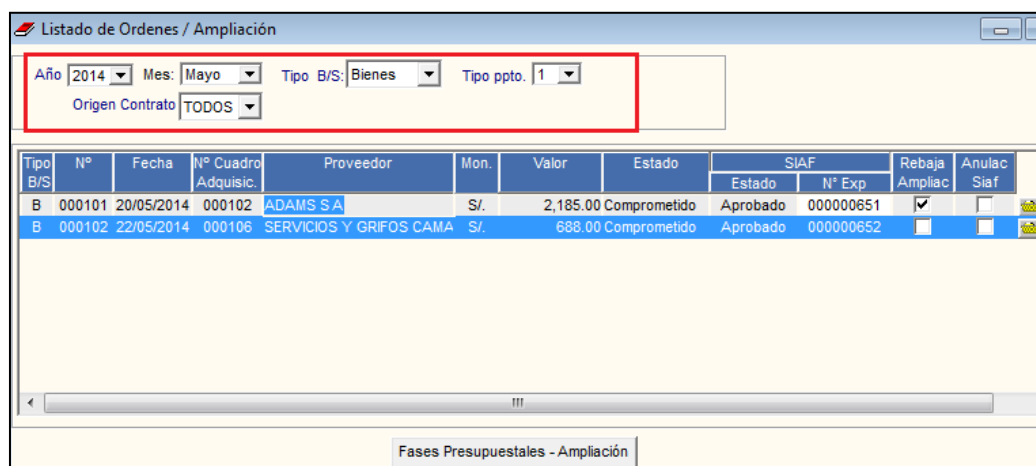 Listado de Ordenes / Ampliación
Año 2014 Mes: Mayo Tipo B/S: Bienes Tipo ppto. 1
Origen Contrato TODOS
Tipo B/S Nº Fecha Nº Cuadro Adquisic. Proveedor Mon. Valor Estado SIAF Estado N° Exp Rebaja Ampliac Anulac Siaf
B 000101 20/05/2014 000102 ADAMS S A S/. 2,185.00 Comprometido Aprobado 000000651
B 000102 22/05/2014 000106 SERVICIOS Y GRIFOS CAMA S/. 688.00 Comprometido Aprobado 000000652
Fases Presupuestales - Ampliación